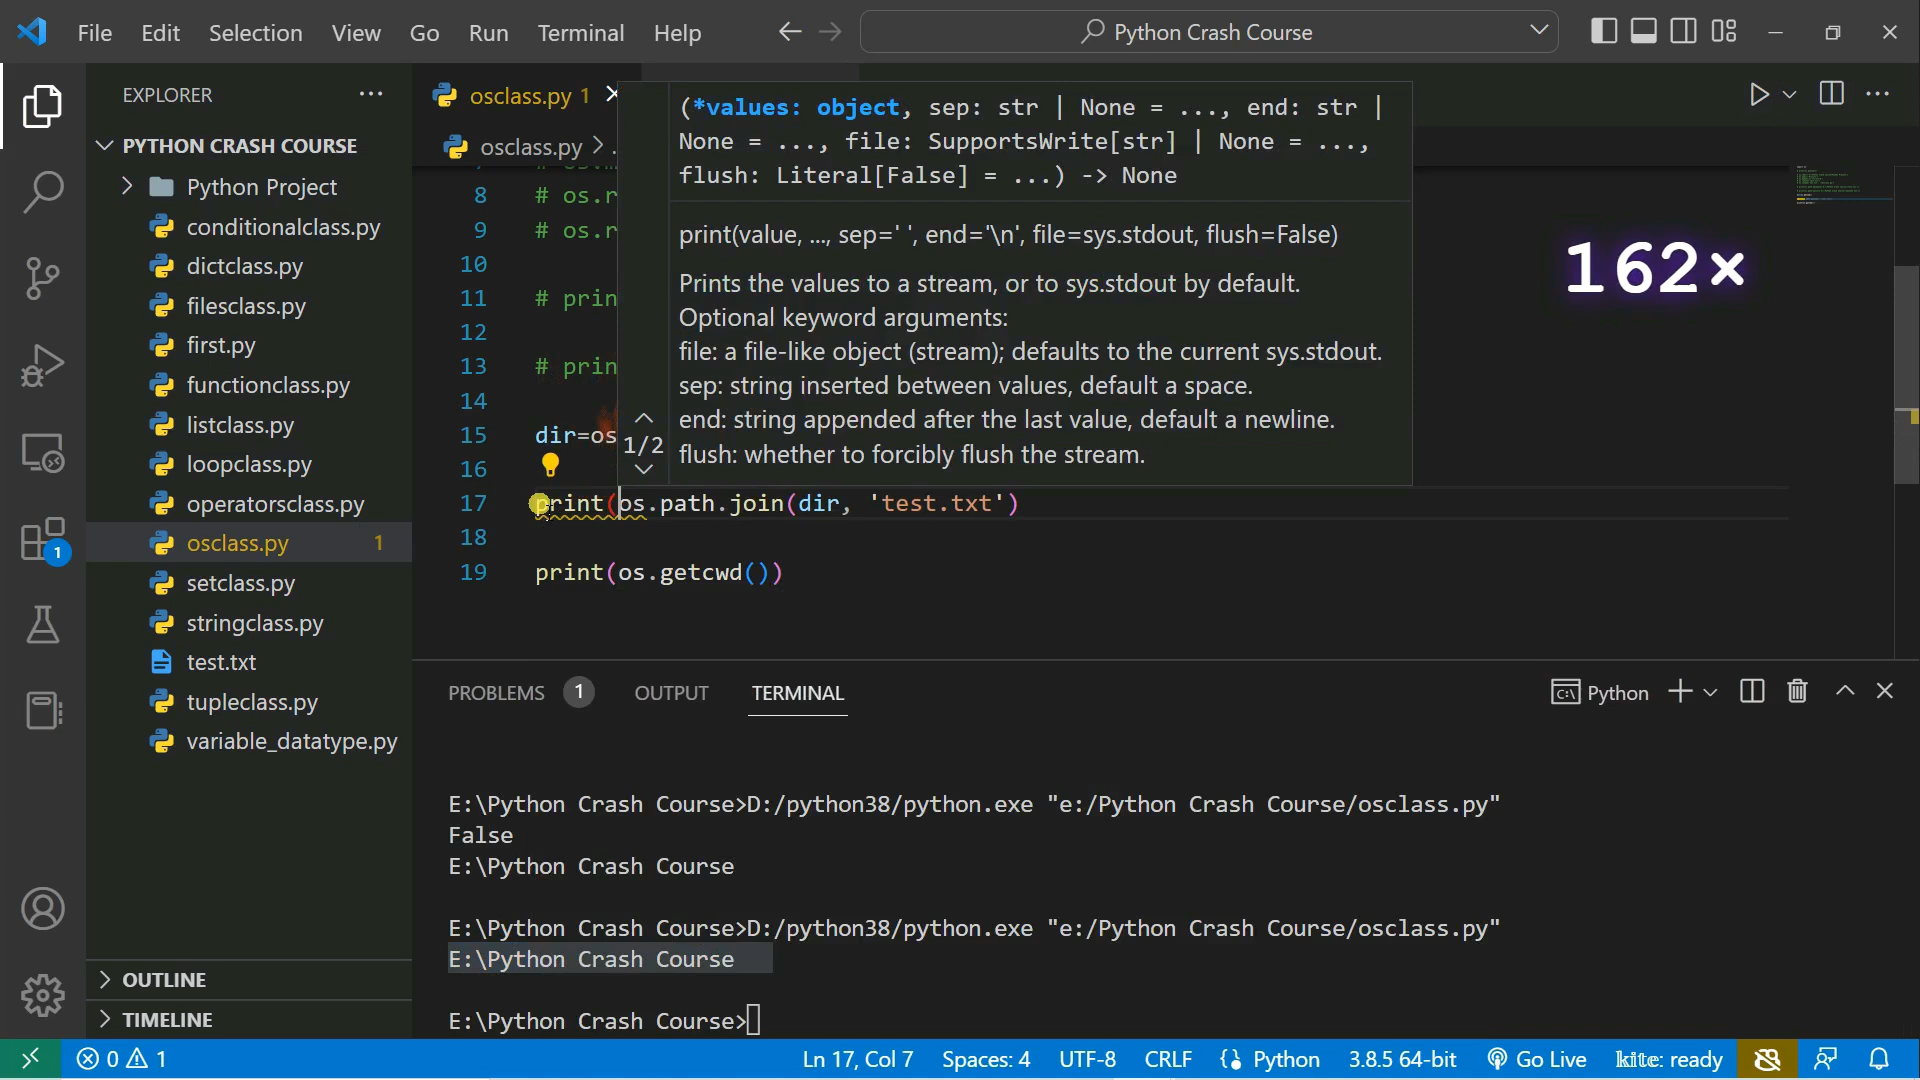 File Edit Selection View Go Run Terminal Help
Python Crash Course
EXPLORER
PYTHON CRASH COURSE
Python Project
conditionalclass.py
dictclass.py
filesclass.py
first.py
functionclass.py
listclass.py
loopclass.py
operatorsclass.py
osclass.py 1
setclass.py
stringclass.py
test.txt
tupleclass.py
variable_datatype.py
OUTLINE
TIMELINE
1
osclass.py 1
osclass.py > .
(*values: object, sep: str | None = ..., end: str |
None = ..., file: SupportsWrite[str] | None = ...,
flush: Literal[False] = ...) -> None
print(value, ..., sep=' ', end='\n', file=sys.stdout, flush=False)
Prints the values to a stream, or to sys.stdout by default.
Optional keyword arguments:
file: a file-like object (stream); defaults to the current sys.stdout.
sep: string inserted between values, default a space.
end: string appended after the last value, default a newline.
flush: whether to forcibly flush the stream.
1/2
162×
8 # os.r
9 # os.r
10
11 # prin
12
13 # prin
14
15 dir=os
16
17 print(os.path.join(dir, 'test.txt')
18
19 print(os.getcwd())
PROBLEMS 1 OUTPUT TERMINAL
Python
E:\Python Crash Course>D:/python38/python.exe "e:/Python Crash Course/osclass.py"
False
E:\Python Crash Course
E:\Python Crash Course>D:/python38/python.exe "e:/Python Crash Course/osclass.py"
E:\Python Crash Course
E:\Python Crash Course>
0 1 Ln 17, Col 7 Spaces: 4 UTF-8 CRLF Python 3.8.5 64-bit Go Live kite: ready